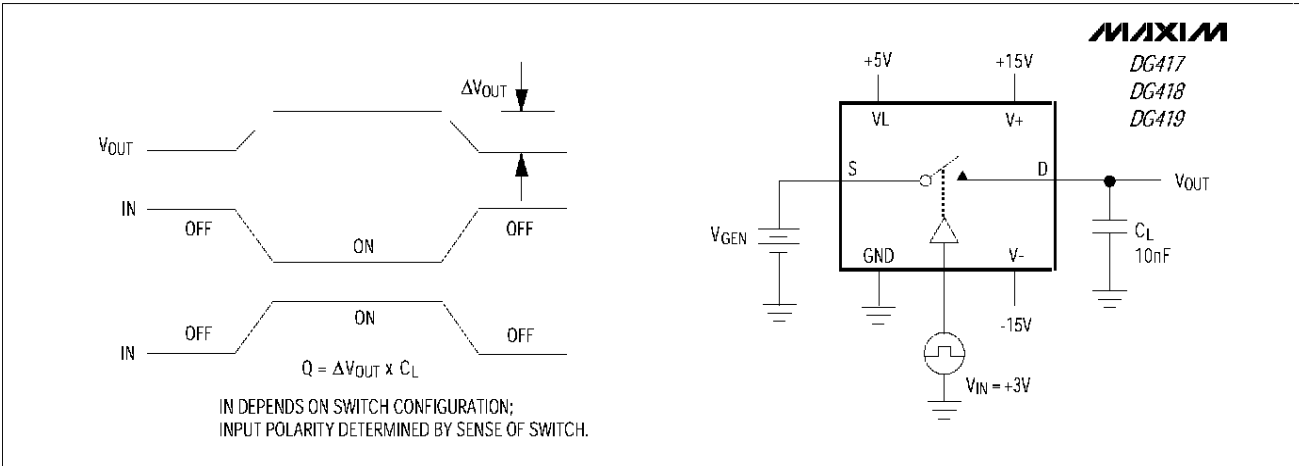 ΔVOUT
VOUT
IN
OFF
ON
OFF
IN
OFF
ON
OFF
Q = ΔVOUT x CL
IN DEPENDS ON SWITCH CONFIGURATION;
INPUT POLARITY DETERMINED BY SENSE OF SWITCH.
MAXIM
DG417
DG418
DG419
+5V
+15V
VL
V+
S
D
VOUT
VGEN
CL
10nF
GND
V-
-15V
VIN = +3V